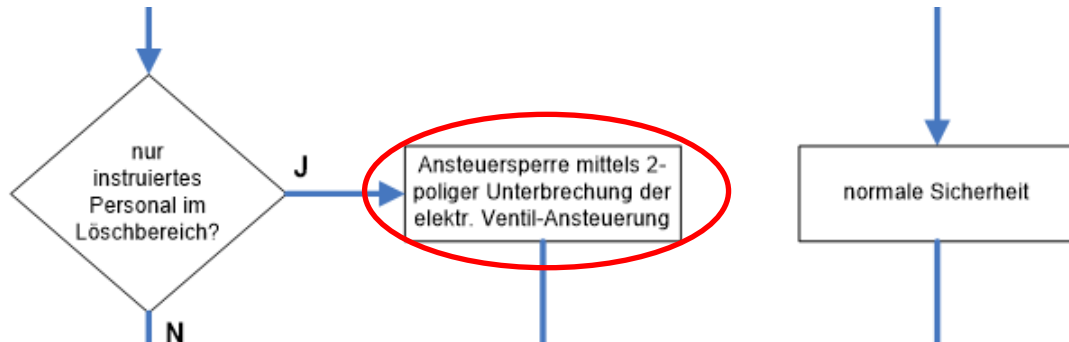 nur
instruiertes
Personal im
Löschbereich?
J
Ansteuersperre mittels 2-
poliger Unterbrechung der
elektr. Ventil-Ansteuerung
normale Sicherheit
N